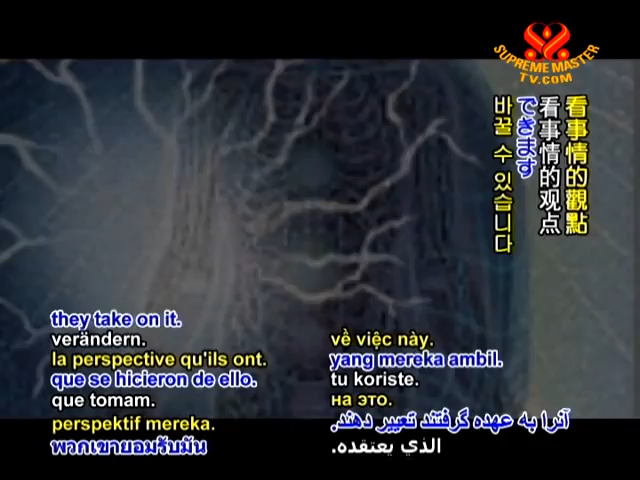 SUPREME MASTER
TV.COM
看事情的觀點
看事情的观点
できます
바꿀 수 있습니다
they take on it.
verändern.
la perspective qu'ils ont.
que se hicieron de ello.
que tomam.
perspektif mereka.
พวกเขายอมรับมัน
về việc này.
yang mereka ambil.
tu koriste.
на это.
آنرا به عهده گرفتند تغییر دهند.
الذي يعتقده.